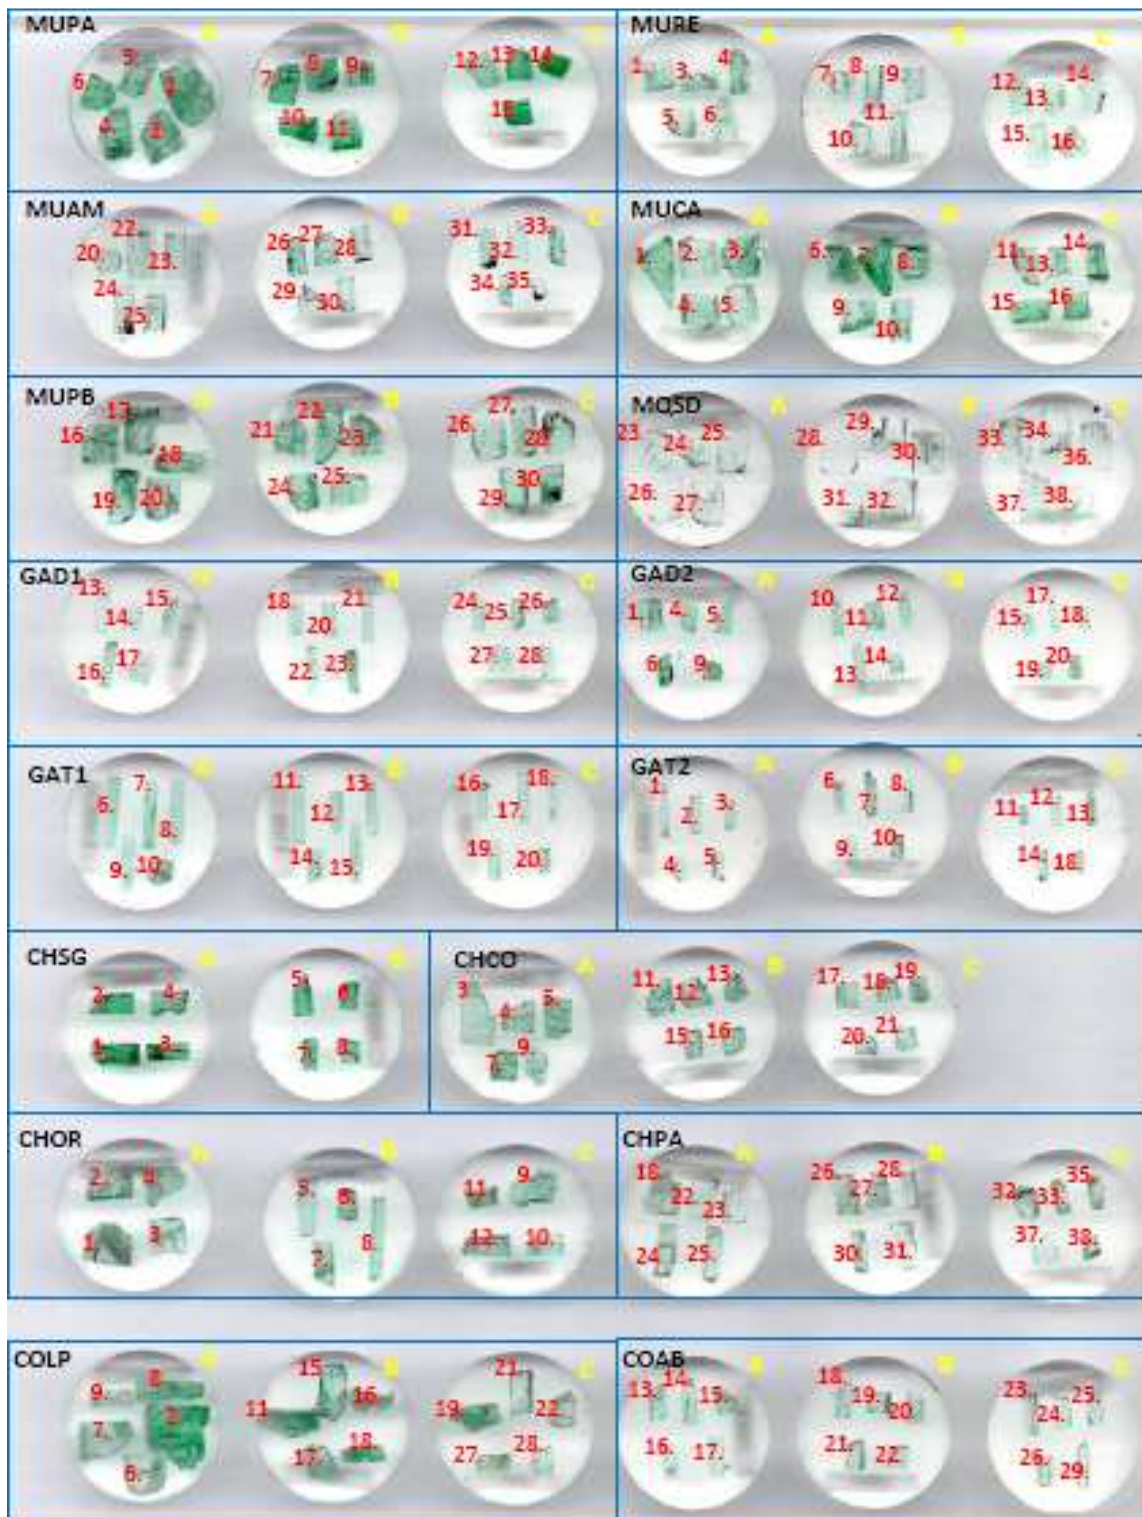 MUPA
A B C
5. 6. 4.
7. 8. 9. 10. 11.
12. 13. 14. 15.
MURE
A B C
1. 3. 4. 5. 6.
7. 8. 9. 10. 11.
12. 13. 14. 15. 16.
MUAM
C
20. 22. 23. 24. 25.
26. 27. 28. 29. 30.
31. 32. 33. 34. 35.
MUCA
A B
1. 2. 3. 4. 5.
6. 7. 8. 9. 10.
11. 13. 14. 15. 16.
MUPB
16. 17. 18. 19. 20.
21. 22. 23. 24. 25.
26. 27. 28. 29. 30.
MOSD
A B
23. 24. 25. 26. 27.
28. 29. 30. 31. 32.
33. 34. 36. 37. 38.
GAD1
C
13. 14. 15. 16. 17.
18. 20. 21. 22. 23.
24. 25. 26. 27. 28.
GAD2
A B
1. 4. 5. 6. 9.
10. 11. 12. 13. 14.
15. 17. 18. 19. 20.
GAT1
6. 7. 8. 9. 10.
11. 12. 13. 14. 15.
16. 17. 18. 19. 20.
GAT2
A B
1. 2. 3. 4. 5.
6. 7. 8. 9. 10.
11. 12. 13. 14. 18.
CHSG
2. 4. 1. 3.
5. 6. 7. 8.
CHCO
A B C
3. 4. 5. 7. 9.
11. 12. 13. 15. 16.
17. 18. 19. 20. 21.
CHOR
2. 4. 1. 3.
5. 6. 7. 8.
11. 9. 12. 10.
CHPA
A B
18. 22. 23. 24. 25.
26. 27. 28. 30. 31.
32. 33. 35. 37. 38.
COLP
9. 8. 7. 6.
11. 15. 16. 17. 18.
19. 21. 22. 27. 28.
COAB
13. 14. 15. 16. 17.
18. 19. 20. 21. 22.
23. 24. 25. 26. 29.